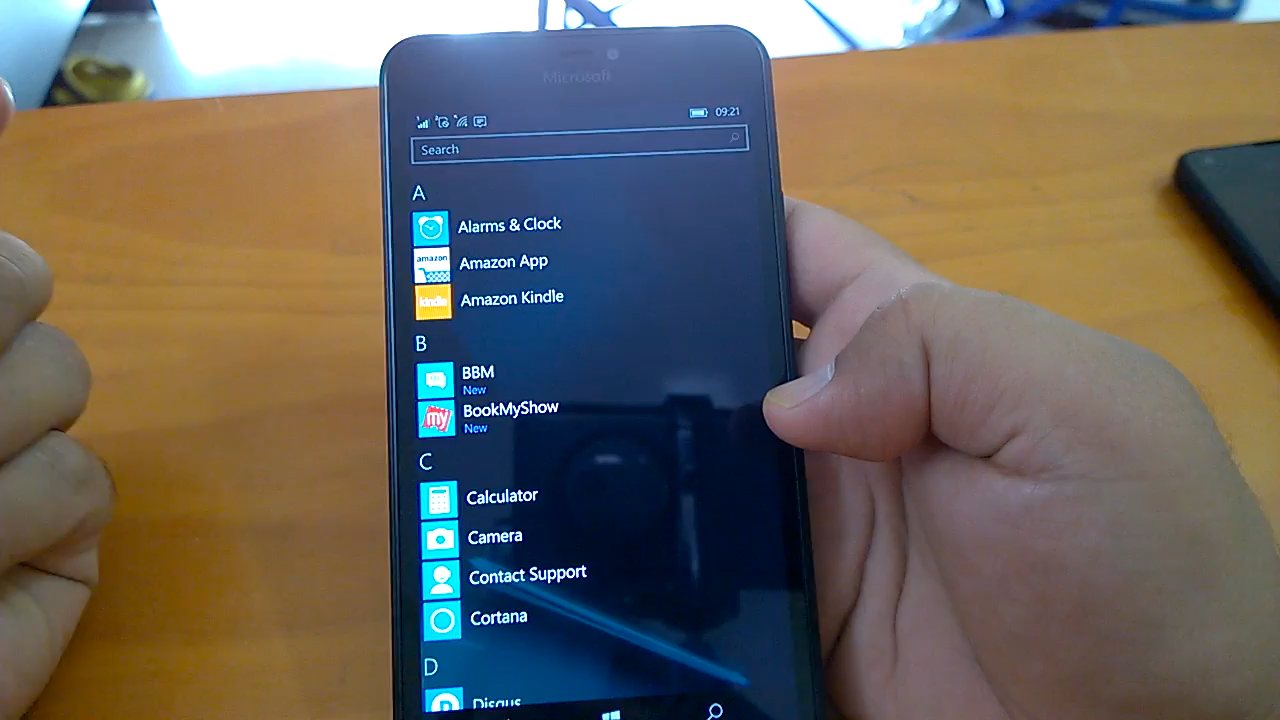 Microsoft
09:21
Search
A
Alarms & Clock
amazon
Amazon App
kindle
Amazon Kindle
B
BBM
New
my
BookMyShow
New
C
Calculator
Camera
Contact Support
Cortana
D
D
Disqus